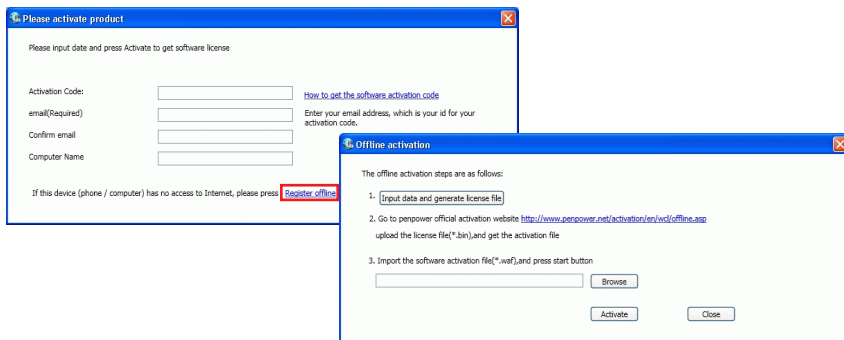 Please activate product
Please input date and press Activate to get software license
Activation Code:
How to get the software activation code
email(Required)
Enter your email address, which is your id for your
activation code.
Confirm email
Computer Name
If this device (phone / computer) has no access to Internet, please press Register offline
Offline activation
The offline activation steps are as follows:
1. Input data and generate license file
2. Go to penpower official activation website http://www.penpower.net/activation/en/wcl/offline.asp
upload the license file(*.bin),and get the activation file
3. Import the software activation file(*.waf),and press start button
Browse
Activate Close